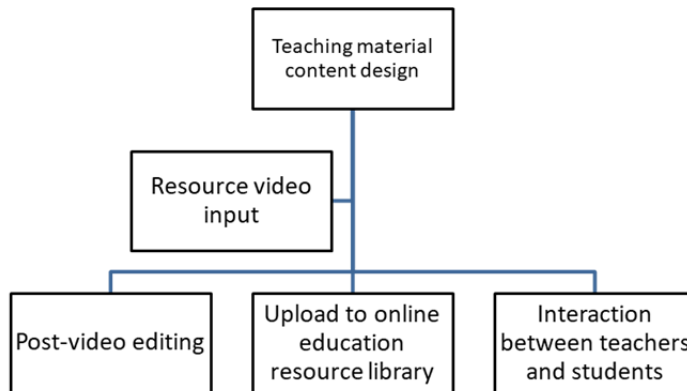 Teaching material
content design
Resource video
input
Post-video editing
Upload to online
education
resource library
Interaction
between teachers
and students